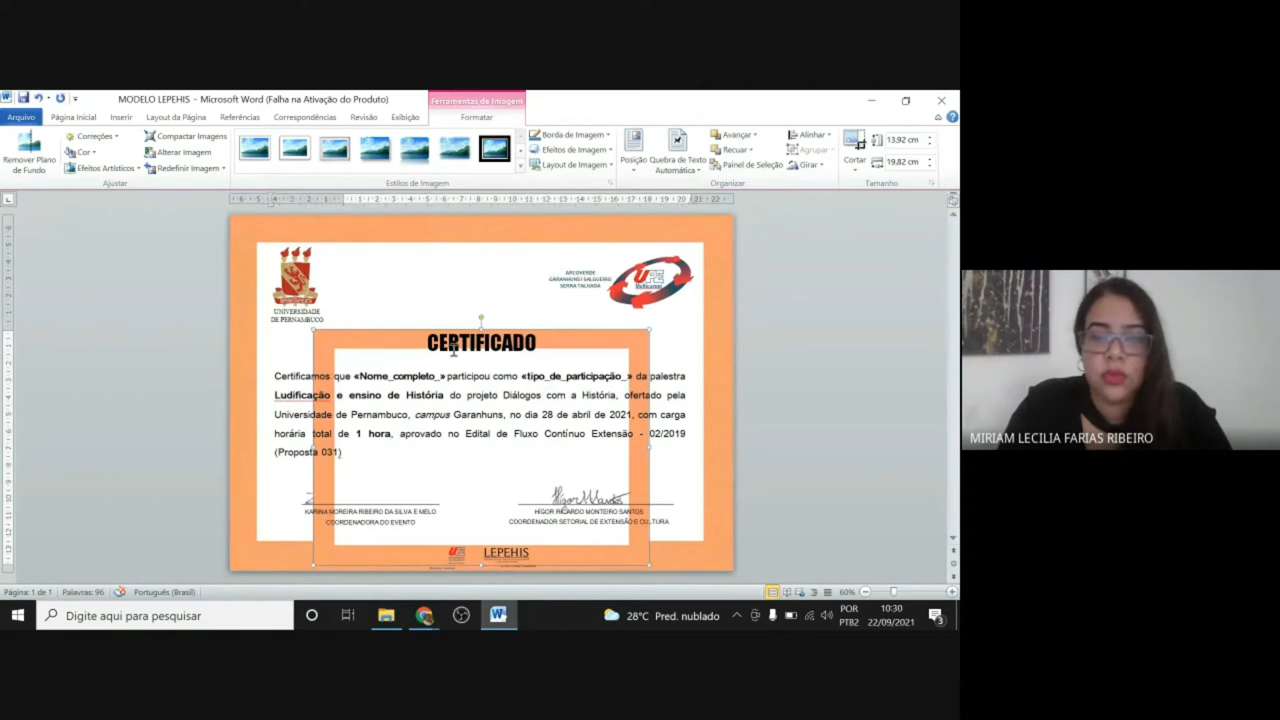 MODELO LEPEHIS - Microsoft Word (Falha na Ativação do Produto)
Ferramentas de Imagem
Arquivo
Página Inicial
Inserir
Layout da Página
Referências
Correspondências
Revisão
Exibição
Formatar
Remover Plano de Fundo
Correções
Cor
Efeitos Artísticos
Compactar Imagens
Alterar Imagem
Redefinir Imagem
Ajustar
Estilos de Imagem
Borda de Imagem
Efeitos de Imagem
Layout de Imagem
Posição
Quebra de Texto Automática
Avançar
Recuar
Painel de Seleção
Alinhar
Agrupar
Girar
Organizar
Cortar
13,92 cm
19,82 cm
Tamanho
UNIVERSIDADE
DE PERNAMBUCO
ARCOVERDE
GARANHUNS | SALGUEIRO
SERRA TALHADA
UPE
Multicampi
CERTIFICADO
Certificamos que «Nome_completo_» participou como «tipo_de_participação_» da palestra
Ludificação e ensino de História do projeto Diálogos com a História, ofertado pela
Universidade de Pernambuco, campus Garanhuns, no dia 28 de abril de 2021, com carga
horária total de 1 hora, aprovado no Edital de Fluxo Contínuo Extensão - 02/2019
(Proposta 031)
KARINA MOREIRA RIBEIRO DA SILVA E MELO
COORDENADORA DO EVENTO
HÍGOR RICARDO MONTEIRO SANTOS
COORDENADOR SETORIAL DE EXTENSÃO E CULTURA
UPE
LEPEHIS
Página: 1 de 1
Palavras: 96
Português (Brasil)
60%
Digite aqui para pesquisar
28°C Pred. nublado
POR
PTB2
10:30
22/09/2021
3
MIRIAM LECILIA FARIAS RIBEIRO